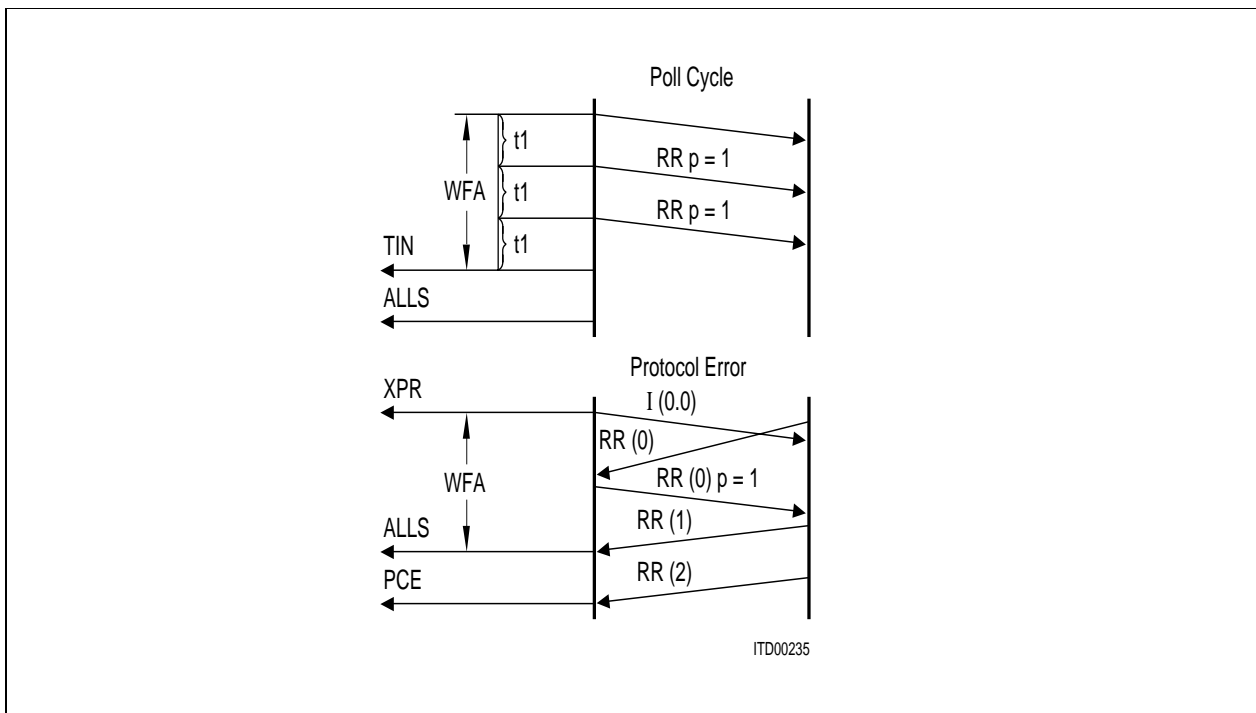 Poll Cycle
t1
RR p = 1
WFA
t1
RR p = 1
t1
TIN
ALLS
Protocol Error
XPR
I (0.0)
RR (0)
WFA
RR (0) p = 1
ALLS
RR (1)
PCE
RR (2)
ITD00235